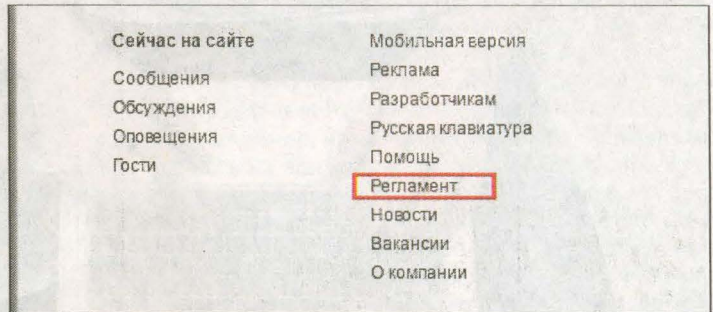 Сейчас на сайте
Сообщения
Обсуждения
Оповещения
Гости
Мобильная версия
Реклама
Разработчикам
Русская клавиатура
Помощь
Регламент
Новости
Вакансии
О компании